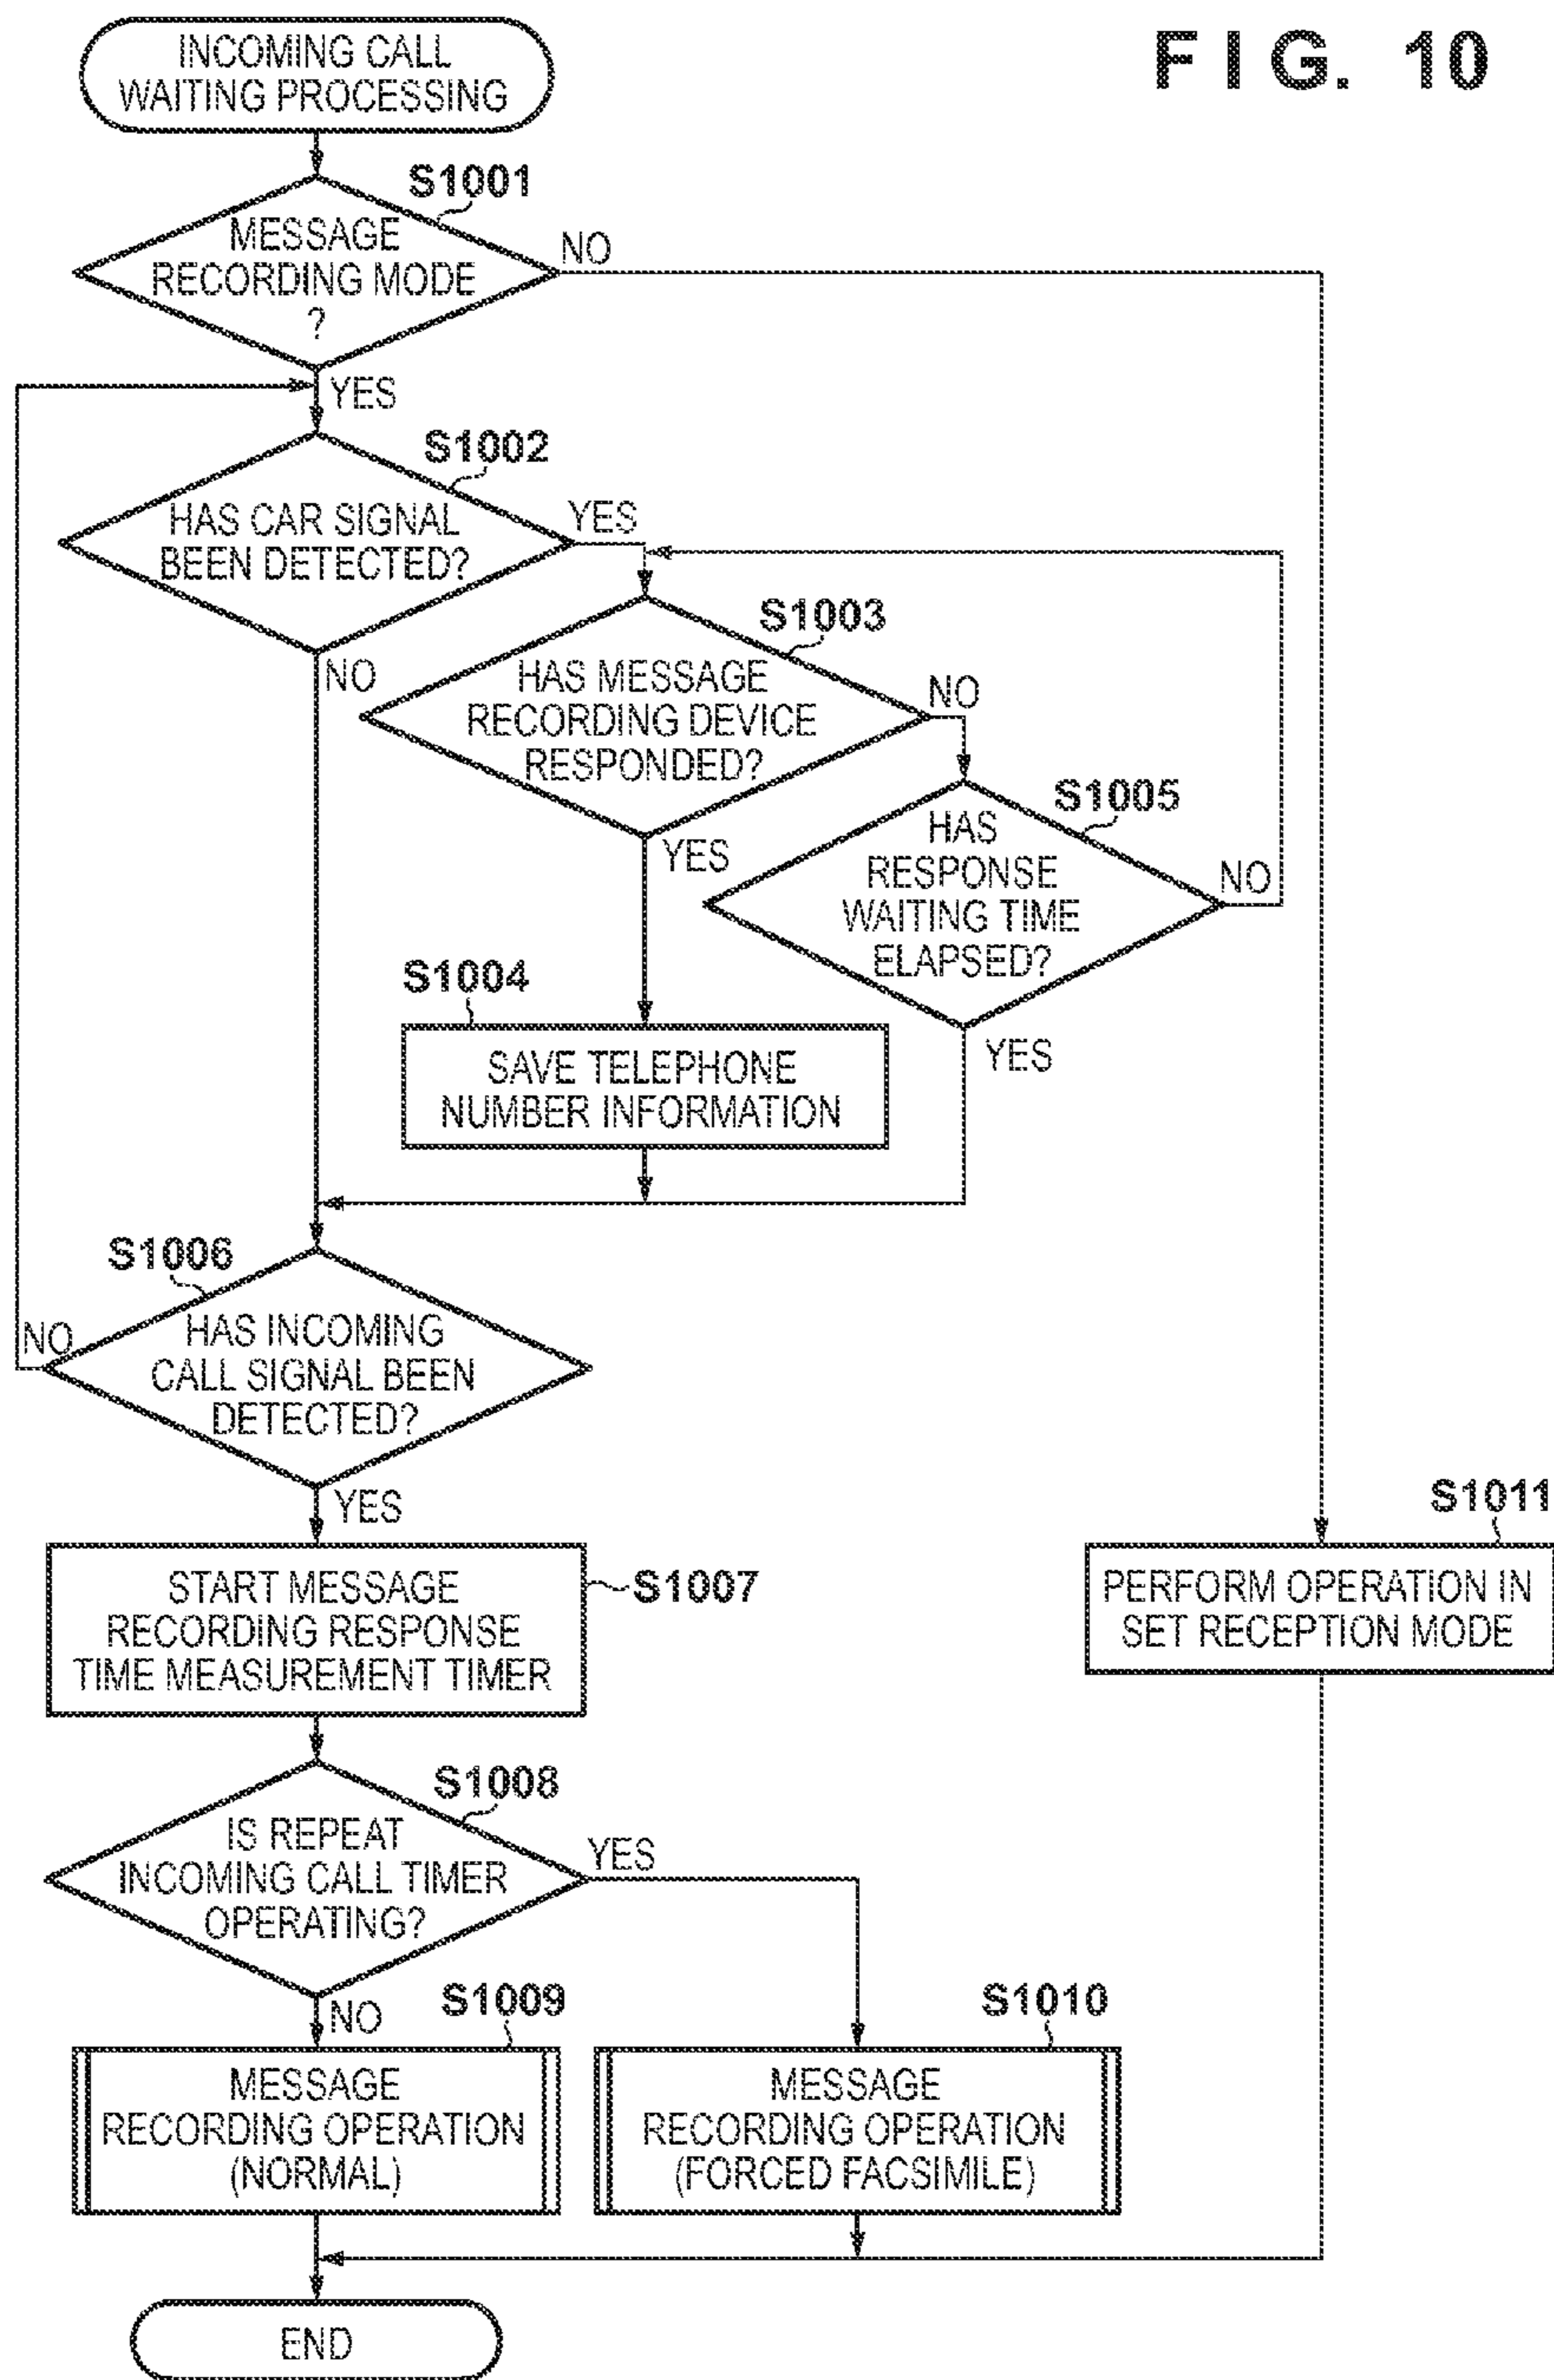 FIG. 10
INCOMING CALL
WAITING PROCESSING
S1001
MESSAGE
RECORDING MODE
?
NO
YES
S1002
HAS CAR SIGNAL
BEEN DETECTED?
YES
NO
S1003
HAS MESSAGE
RECORDING DEVICE
RESPONDED?
NO
YES
S1005
HAS
RESPONSE
WAITING TIME
ELAPSED?
NO
YES
S1004
SAVE TELEPHONE
NUMBER INFORMATION
S1006
HAS INCOMING
CALL SIGNAL BEEN
DETECTED?
NO
YES
S1007
START MESSAGE
RECORDING RESPONSE
TIME MEASUREMENT TIMER
S1011
PERFORM OPERATION IN
SET RECEPTION MODE
S1008
IS REPEAT
INCOMING CALL TIMER
OPERATING?
YES
NO
S1009
MESSAGE
RECORDING OPERATION
(NORMAL)
S1010
MESSAGE
RECORDING OPERATION
(FORCED FACSIMILE)
END